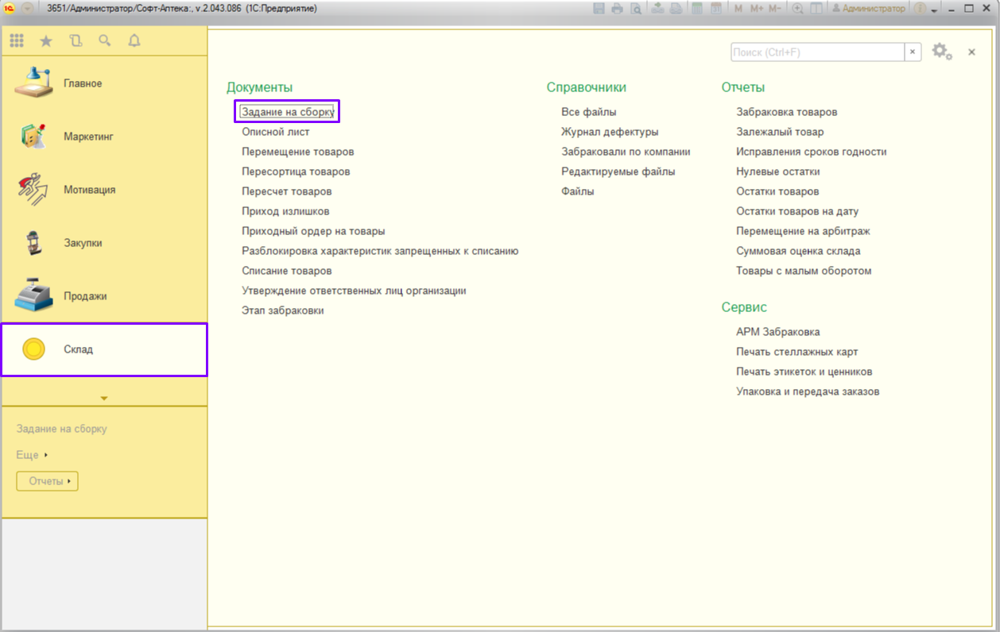 3651/Администратор/Софт-Аптека:, v.2.043.086 (1С:Предприятие)
M M+ M-
Администратор
Поиск (Ctrl+F)
Главное
Маркетинг
Мотивация
Закупки
Продажи
Склад
Задание на сборку
Еще
Отчеты
Документы
Задание на сборку
Описной лист
Перемещение товаров
Пересортица товаров
Пересчет товаров
Приход излишков
Приходный ордер на товары
Разблокировка характеристик запрещенных к списанию
Списание товаров
Утверждение ответственных лиц организации
Этап забраковки
Справочники
Все файлы
Журнал дефектуры
Забраковали по компании
Редактируемые файлы
Файлы
Отчеты
Забраковка товаров
Залежалый товар
Исправления сроков годности
Нулевые остатки
Остатки товаров
Остатки товаров на дату
Перемещение на арбитраж
Суммовая оценка склада
Товары с малым оборотом
Сервис
АРМ Забраковка
Печать стеллажных карт
Печать этикеток и ценников
Упаковка и передача заказов